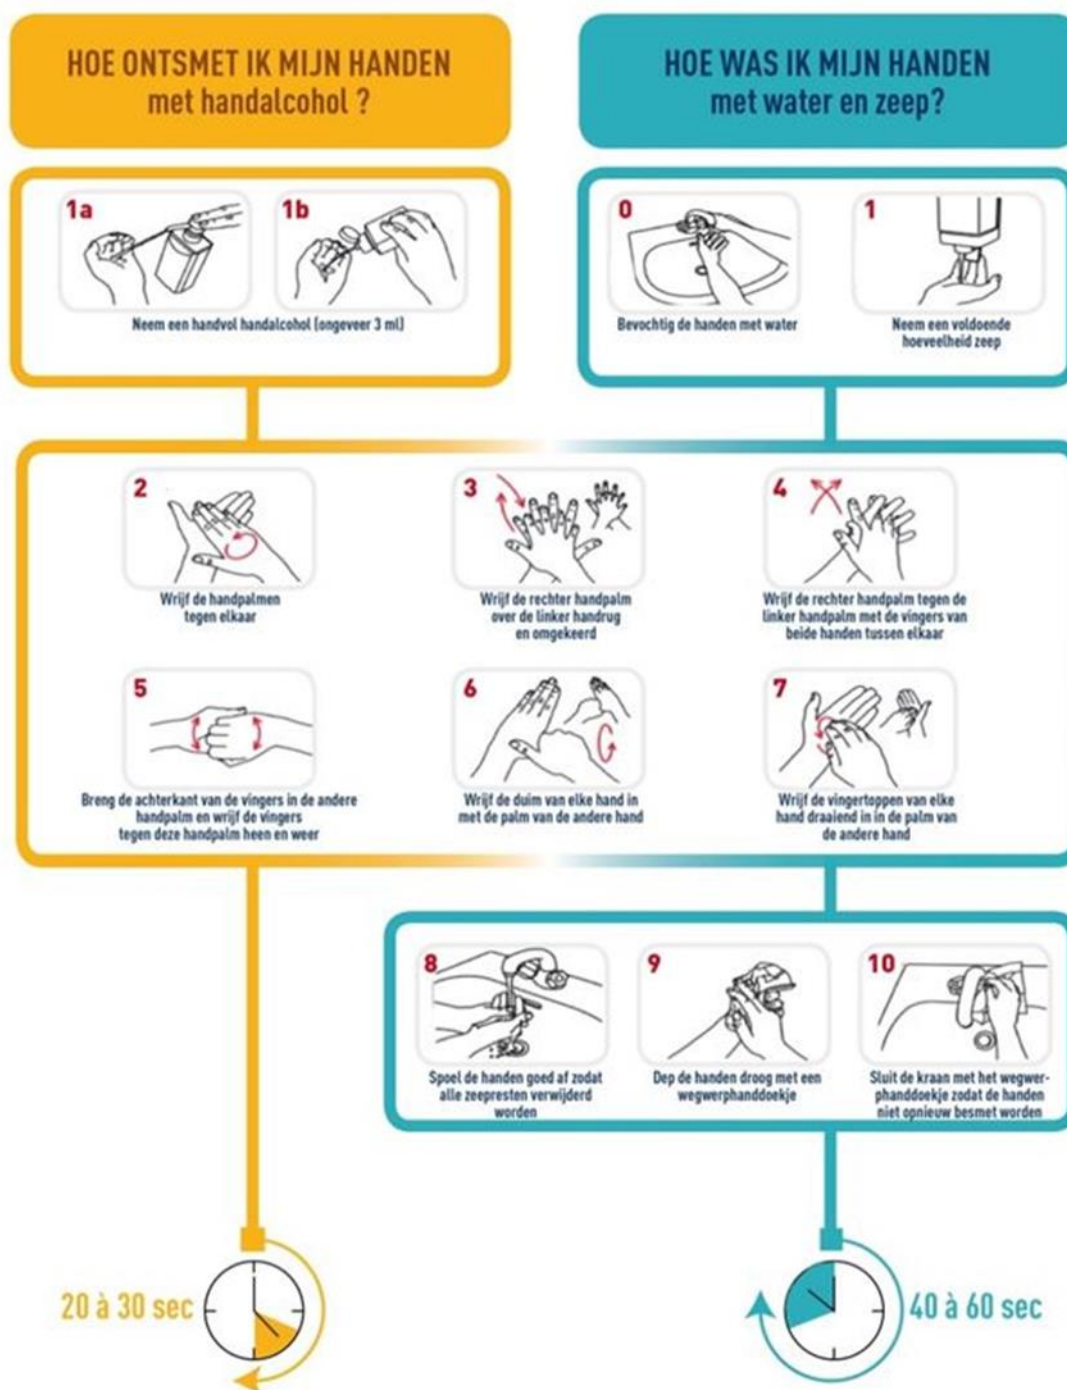 HOE ONTSMET IK MIJN HANDEN
met handalcohol ?
HOE WAS IK MIJN HANDEN
met water en zeep?
1a
1b
Neem een handvol handalcohol (ongeveer 3 ml)
0
Bevochtig de handen met water
1
Neem een voldoende
hoeveelheid zeep
2
Wrijf de handpalmen
tegen elkaar
3
Wrijf de rechter handpalm
over de linker handrug
en omgekeerd
4
Wrijf de rechter handpalm tegen de
linker handpalm met de vingers van
beide handen tussen elkaar
5
Breng de achterkant van de vingers in de andere
handpalm en wrijf de vingers
tegen deze handpalm heen en weer
6
Wrijf de duim van elke hand in
met de palm van de andere hand
7
Wrijf de vingertoppen van elke
hand draaiend in in de palm van
de andere hand
8
Spoel de handen goed af zodat
alle zeepresten verwijderd
worden
9
Dep de handen droog met een
wegwerphanddoekje
10
Sluit de kraan met het wegwer-
phanddoekje zodat de handen
niet opnieuw besmet worden
20 à 30 sec
40 à 60 sec